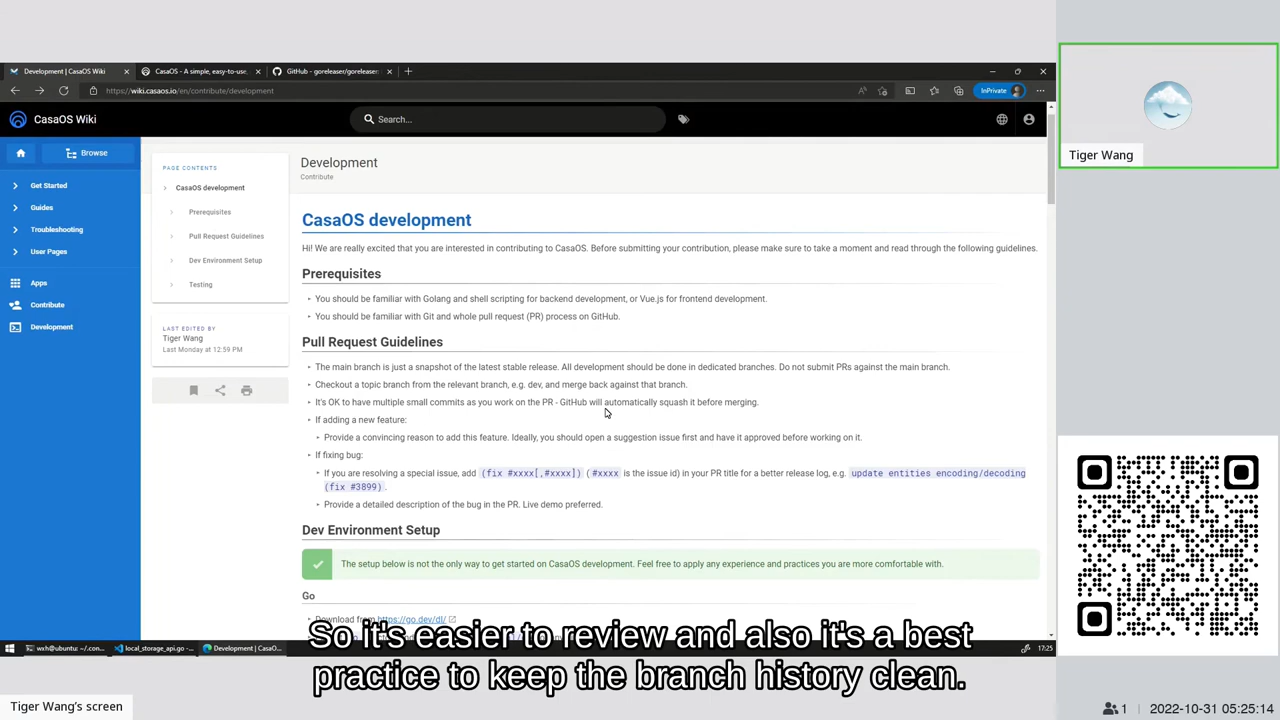 Development | CasaOS Wiki
CasaOS - A simple, easy-to-use,
GitHub - goreleaser/goreleaser:
https://wiki.casaos.io/en/contribute/development
InPrivate
CasaOS Wiki
Search...
Browse
Get Started
Guides
Troubleshooting
User Pages
Apps
Contribute
Development
PAGE CONTENTS
CasaOS development
Prerequisites
Pull Request Guidelines
Dev Environment Setup
Testing
LAST EDITED BY
Tiger Wang
Last Monday at 12:59 PM
Development
Contribute
CasaOS development
Hi! We are really excited that you are interested in contributing to CasaOS. Before submitting your contribution, please make sure to take a moment and read through the following guidelines.
Prerequisites
You should be familiar with Golang and shell scripting for backend development, or Vue.js for frontend development.
You should be familiar with Git and whole pull request (PR) process on GitHub.
Pull Request Guidelines
The main branch is just a snapshot of the latest stable release. All development should be done in dedicated branches. Do not submit PRs against the main branch.
Checkout a topic branch from the relevant branch, e.g. dev, and merge back against that branch.
It's OK to have multiple small commits as you work on the PR - GitHub will automatically squash it before merging.
If adding a new feature:
Provide a convincing reason to add this feature. Ideally, you should open a suggestion issue first and have it approved before working on it.
If fixing bug:
If you are resolving a special issue, add (fix #xxxx[,#xxxx]) (#xxxx is the issue id) in your PR title for a better release log, e.g. update entities encoding/decoding
(fix #3899).
Provide a detailed description of the bug in the PR. Live demo preferred.
Dev Environment Setup
The setup below is not the only way to get started on CasaOS development. Feel free to apply any experience and practices you are more comfortable with.
Go
Download from https://go.dev/dl/
So it's easier to review and also it's a best
practice to keep the branch history clean.
wxh@ubuntu: ~/.con...
local_storage_api.go -...
Development | CasaO...
17:25
Tiger Wang's screen
Tiger Wang
1
2022-10-31 05:25:14